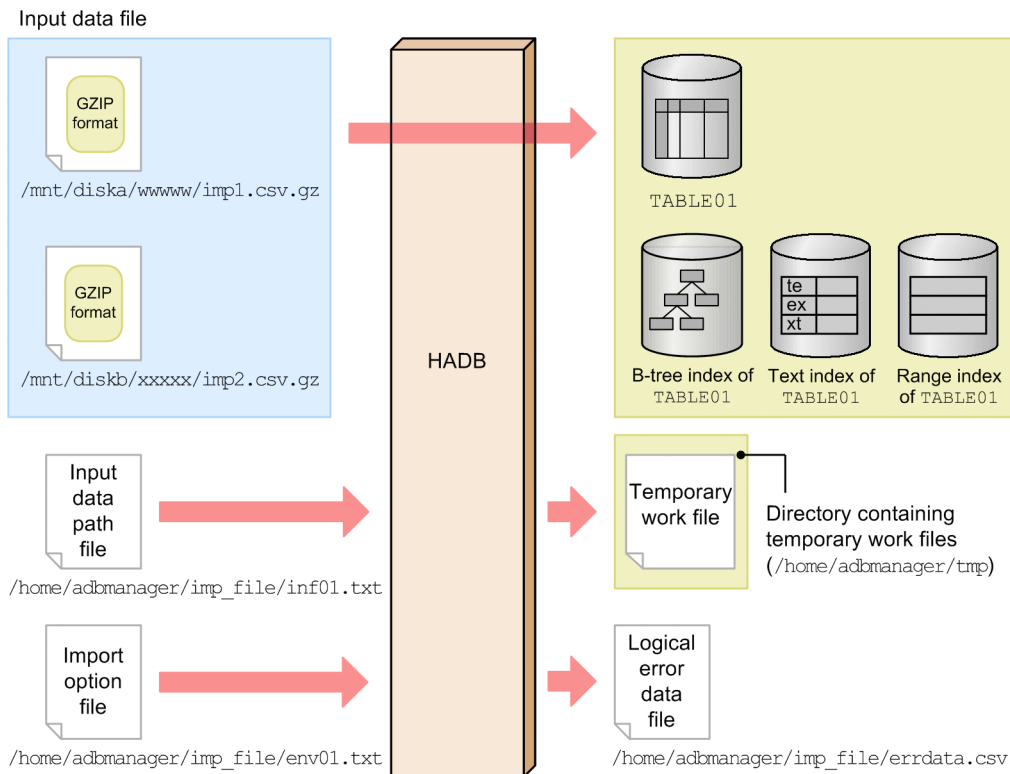 Input data file
GZIP
format
/mnt/diska/wwwww/imp1.csv.gz
GZIP
format
/mnt/diskb/xxxxx/imp2.csv.gz
HADB
TABLE01
te
ex
xt
B-tree index of
TABLE01
Text index of
TABLE01
Range index
of TABLE01
Input
data
path
file
/home/adbmanager/imp_file/inf01.txt
Temporary
work file
Directory containing
temporary work files
(/home/adbmanager/tmp)
Import
option
file
/home/adbmanager/imp_file/env01.txt
Logical
error
data
file
/home/adbmanager/imp_file/errdata.csv